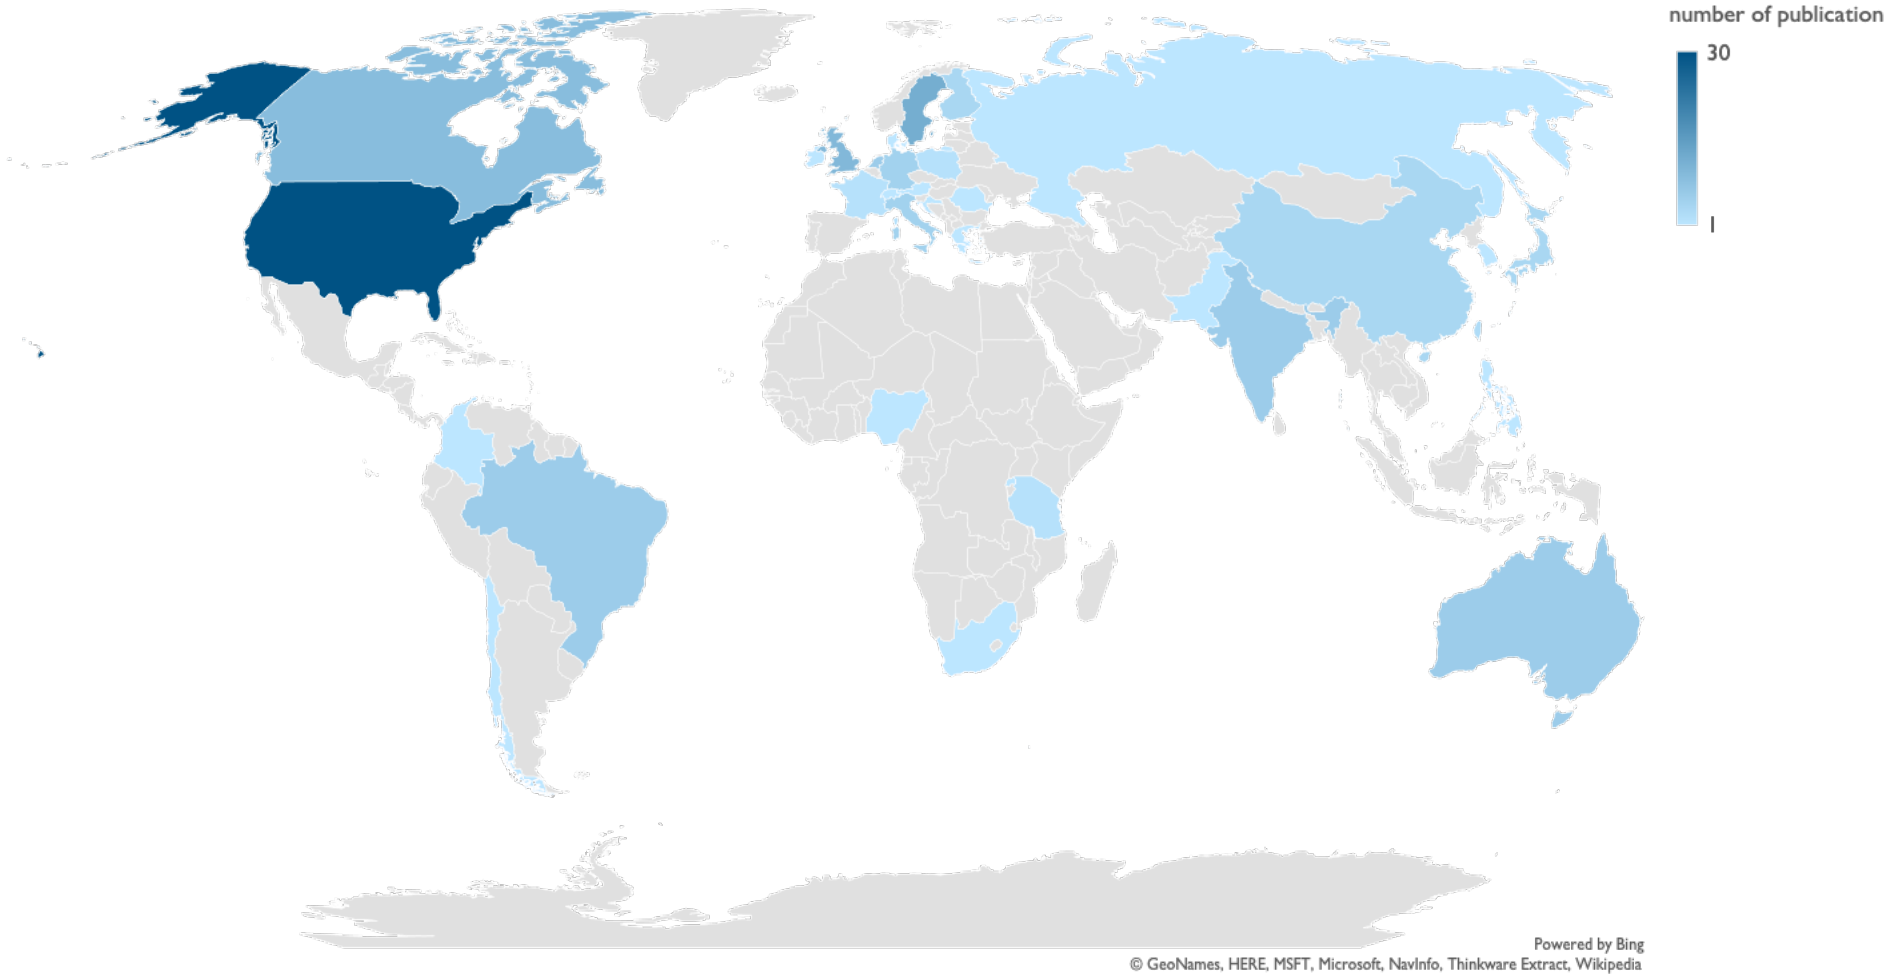 number of publication
30
1
Powered by Bing
© GeoNames, HERE, MSFT, Microsoft, NavInfo, Thinkware Extract, Wikipedia